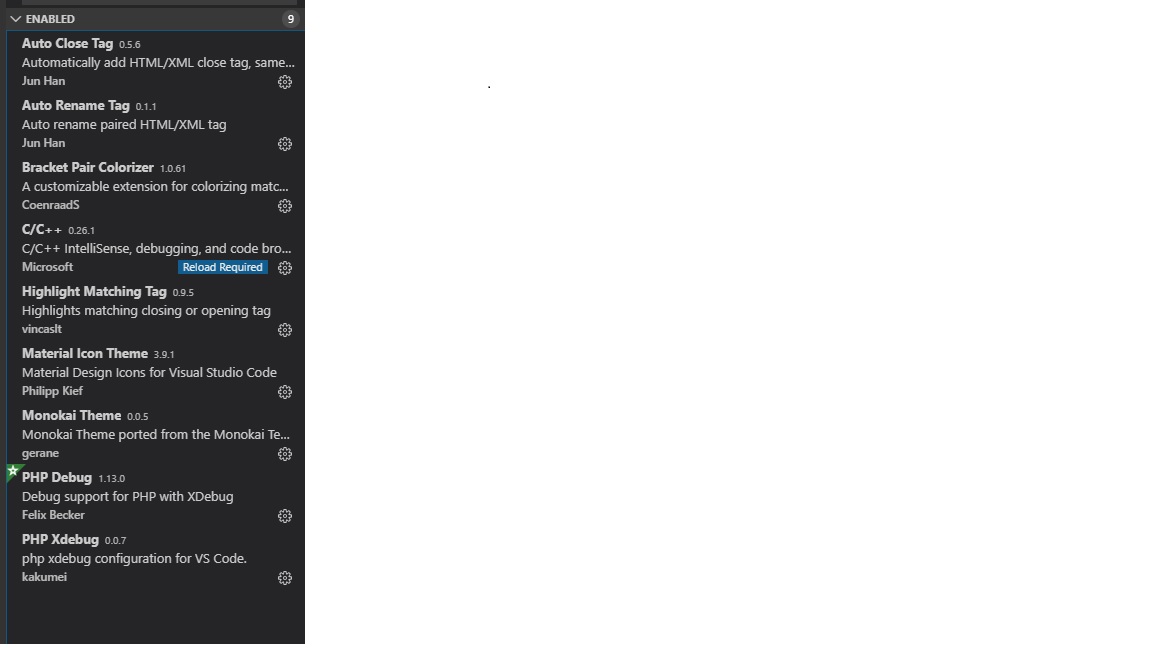 ENABLED 9
Auto Close Tag 0.5.6
Automatically add HTML/XML close tag, same...
Jun Han
Auto Rename Tag 0.1.1
Auto rename paired HTML/XML tag
Jun Han
Bracket Pair Colorizer 1.0.61
A customizable extension for colorizing matc...
CoenraadS
C/C++ 0.26.1
C/C++ IntelliSense, debugging, and code bro...
Microsoft Reload Required
Highlight Matching Tag 0.9.5
Highlights matching closing or opening tag
vincaslt
Material Icon Theme 3.9.1
Material Design Icons for Visual Studio Code
Philipp Kief
Monokai Theme 0.0.5
Monokai Theme ported from the Monokai Te...
gerane
PHP Debug 1.13.0
Debug support for PHP with XDebug
Felix Becker
PHP Xdebug 0.0.7
php xdebug configuration for VS Code.
kakumei